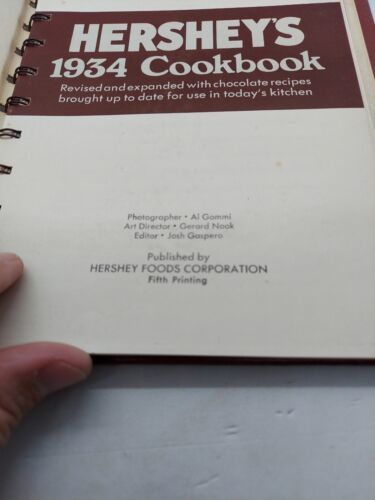 HERSHEY'S
1934 Cookbook
Revised and expanded with chocolate recipes
brought up to date for use in today's kitchen
Photographer • Al Gommi
Art Director • Gerard Nook
Editor • Josh Gaspero
Published by
HERSHEY FOODS CORPORATION
Fifth Printing